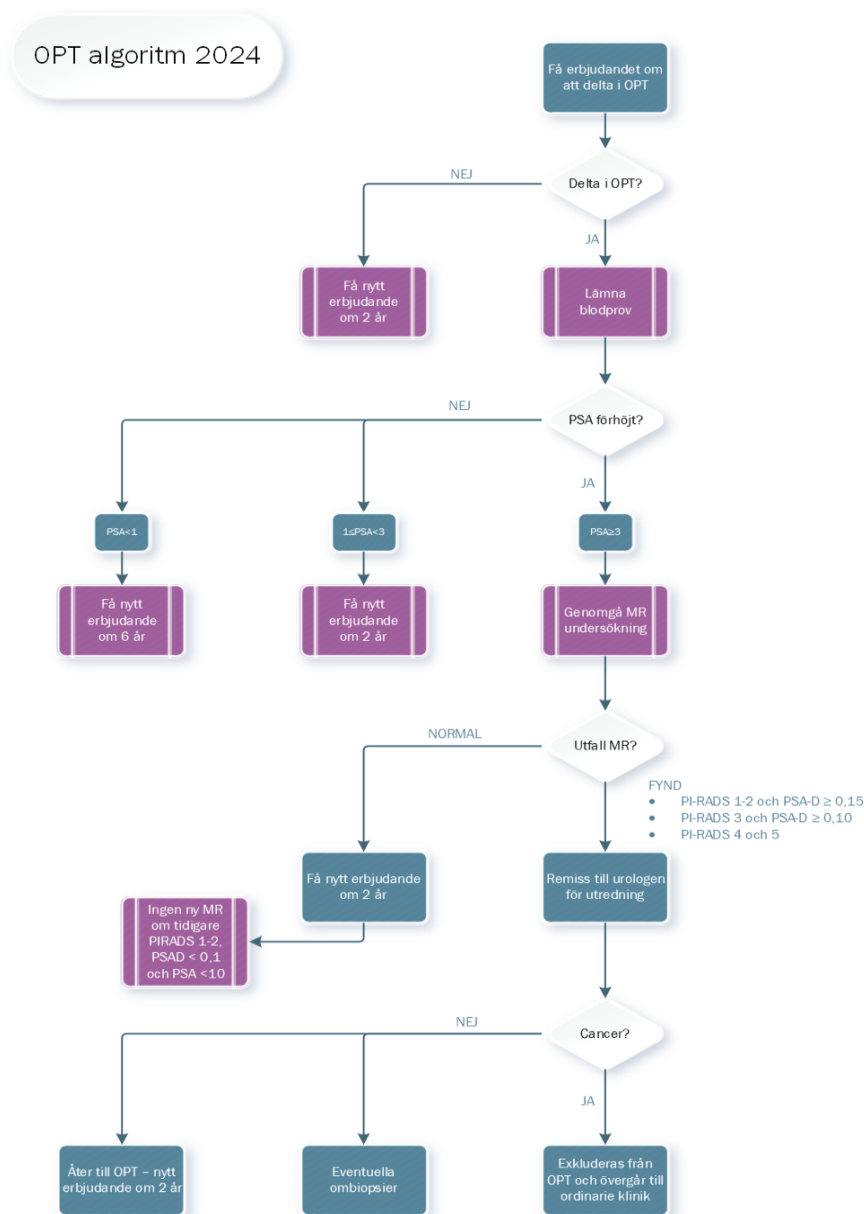 OPT algoritm 2024
Få erbjudandet om
att delta i OPT
Delta i OPT?
NEJ
JA
Få nytt
erbjudande
om 2 år
Lämna
blodprov
PSA förhöjt?
NEJ
JA
PSA<1
1≤PSA<3
PSA≥3
Få nytt
erbjudande
om 6 år
Få nytt
erbjudande
om 2 år
Genomgå MR
undersökning
Utfall MR?
NORMAL
FYND
• PI-RADS 1-2 och PSA-D ≥ 0,15
• PI-RADS 3 och PSA-D ≥ 0,10
• PI-RADS 4 och 5
Få nytt erbjudande
om 2 år
Remiss till urologen
för utredning
Ingen ny MR
om tidigare
PIRADS 1-2,
PSAD < 0,1
och PSA <10
Cancer?
NEJ
JA
Åter till OPT – nytt
erbjudande om 2 år
Eventuella
ombiopsier
Exkluderas från
OPT och övergår till
ordinarie klinik